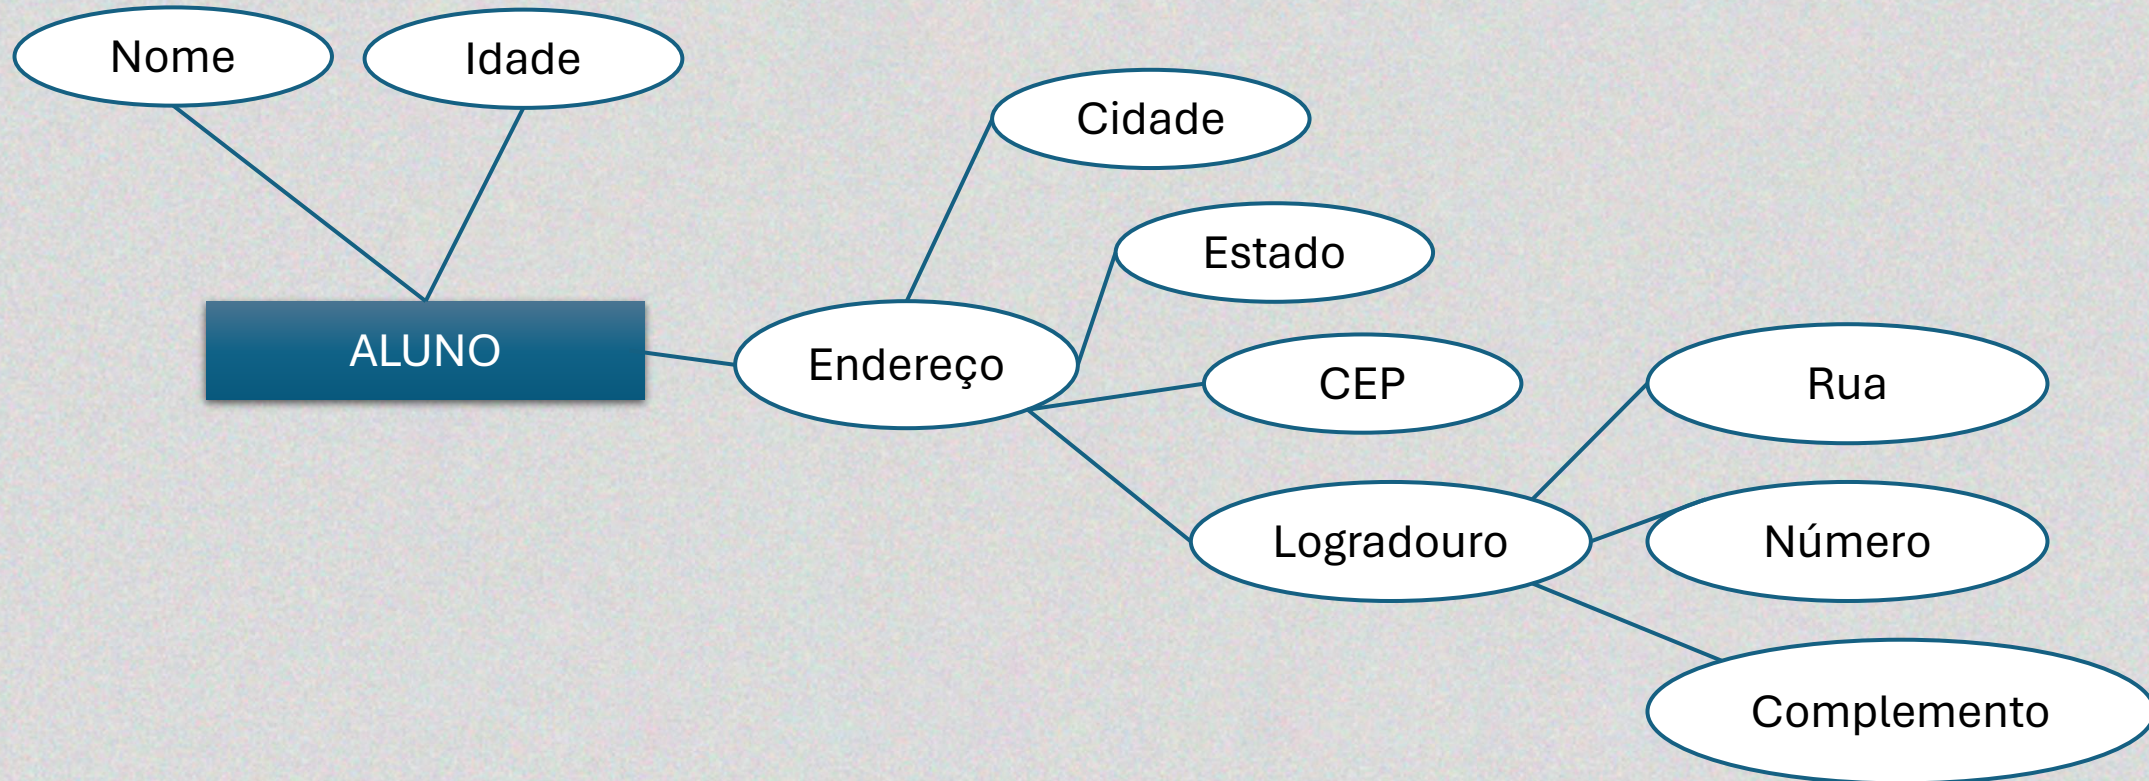 Nome
Idade
Cidade
Estado
ALUNO
Endereço
CEP
Rua
Logradouro
Número
Complemento